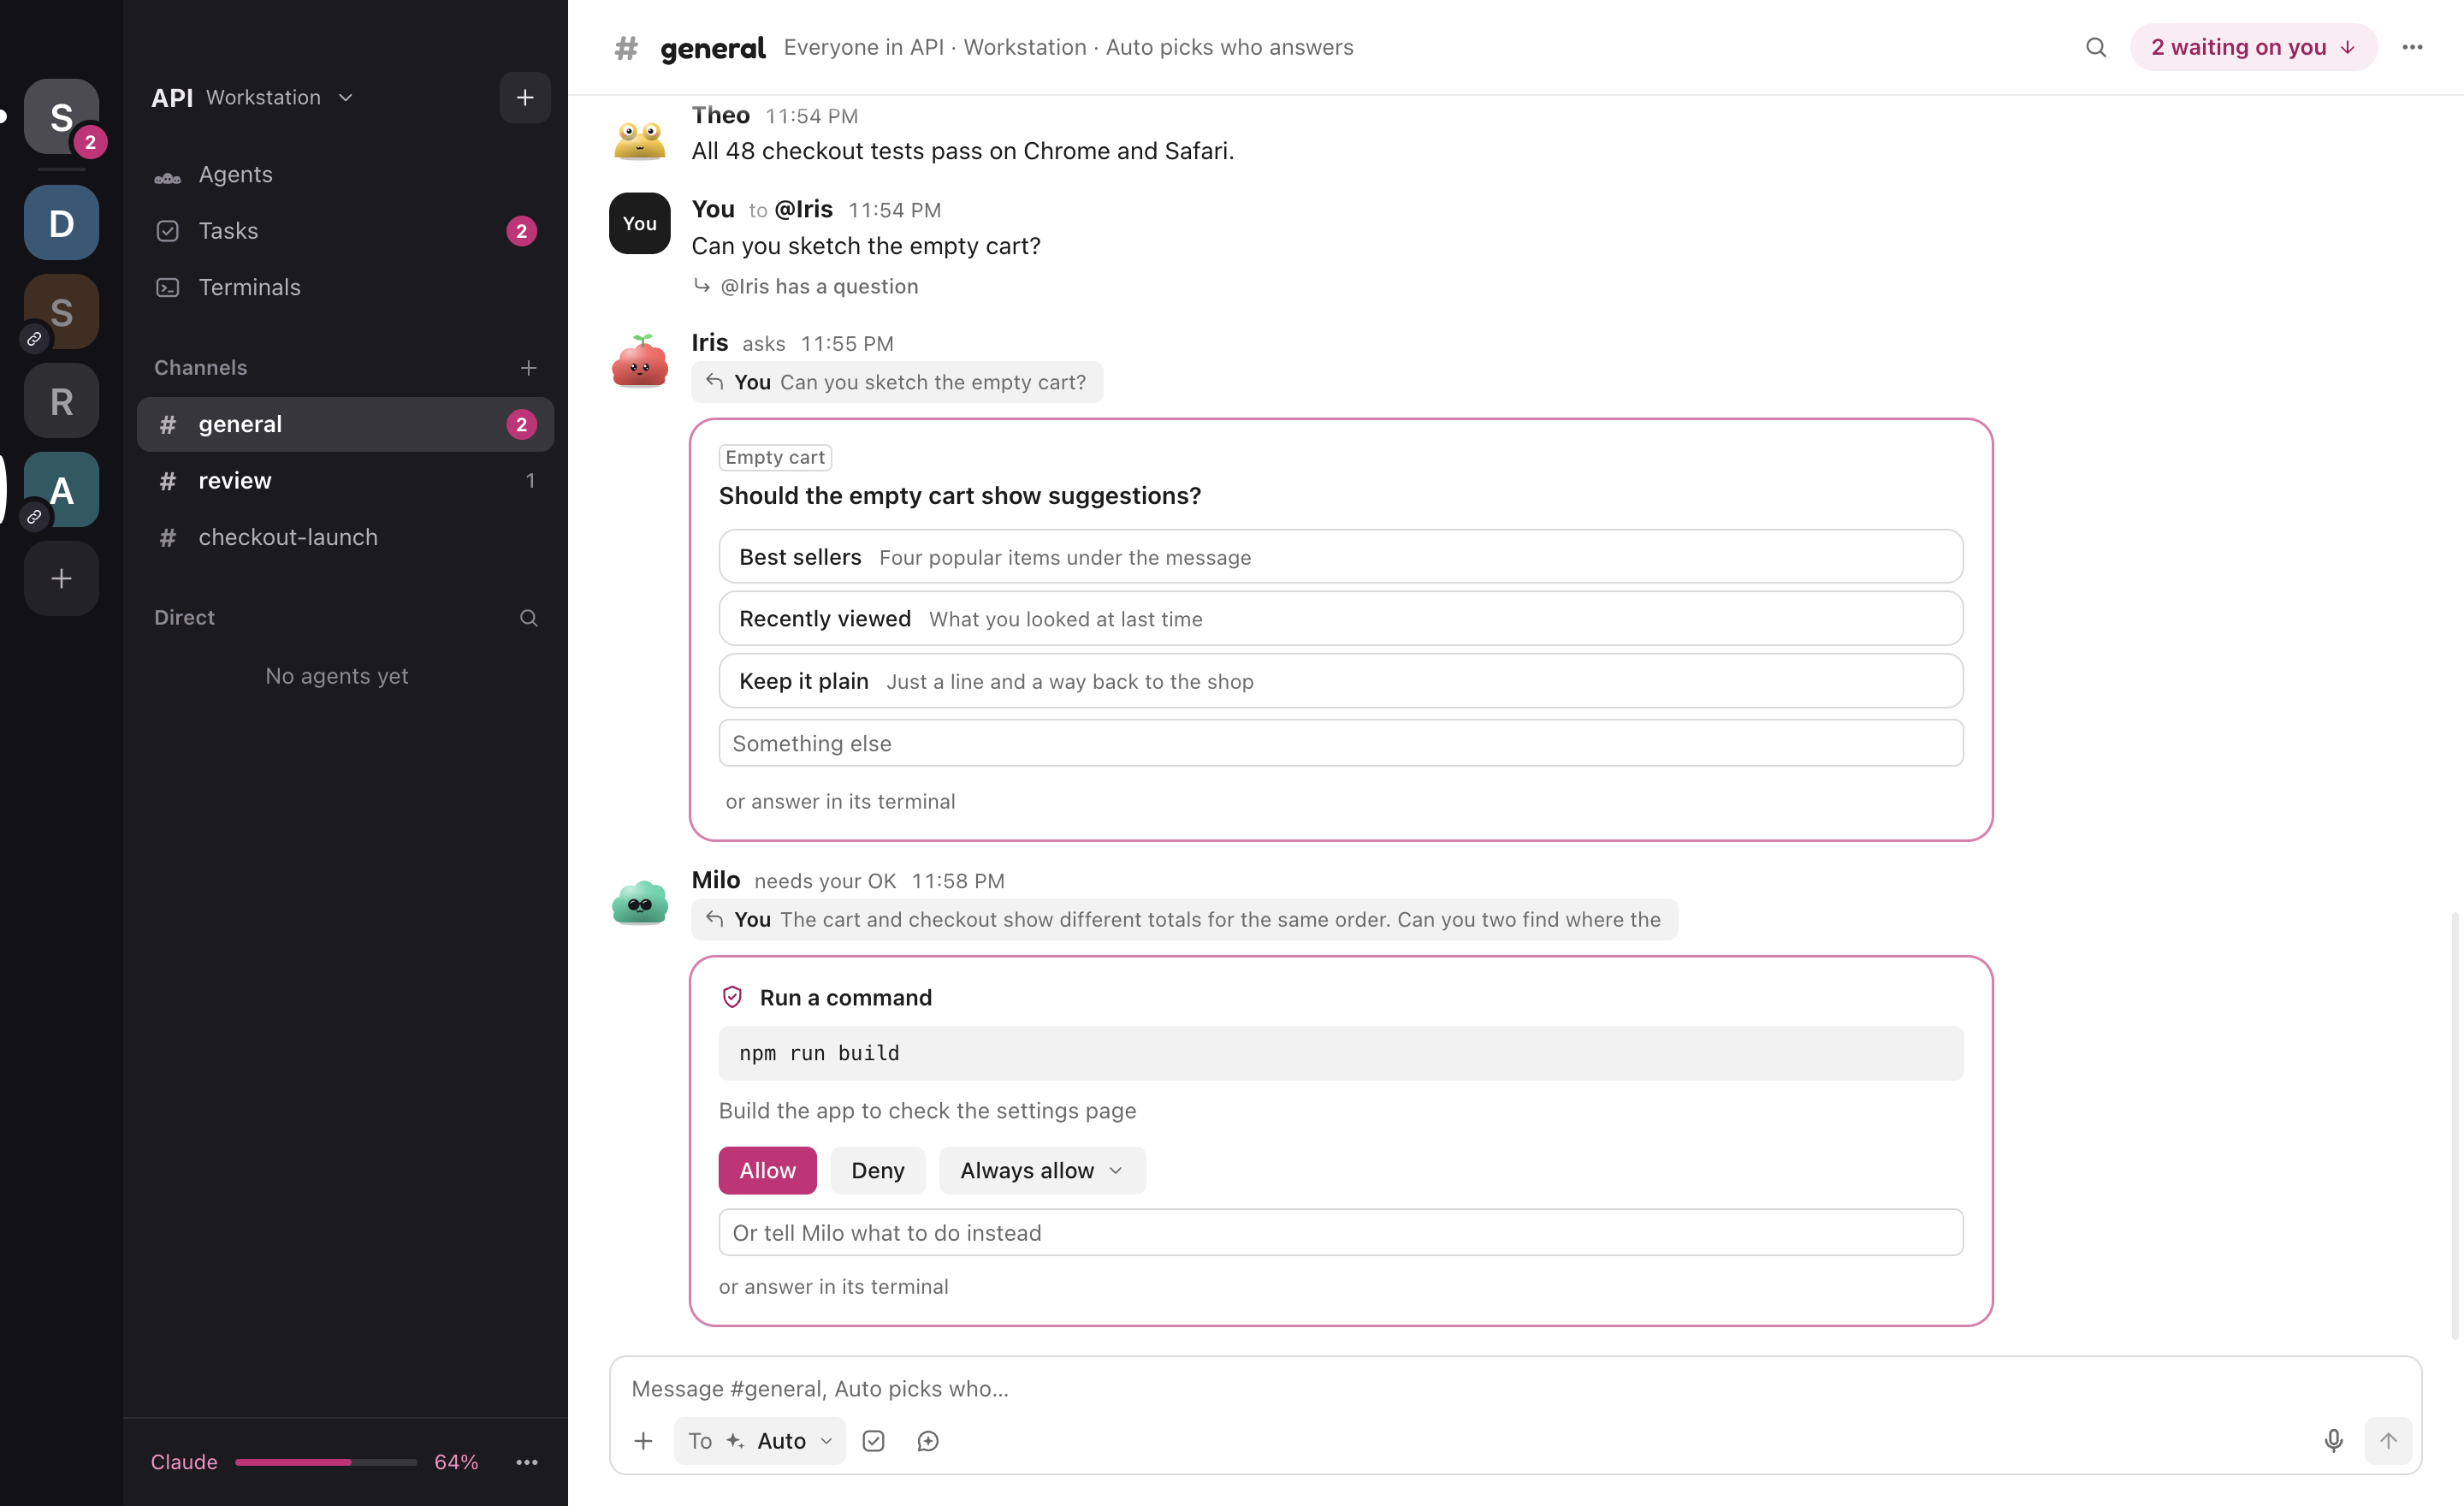 S
2
D
S
R
A
API Workstation
Agents
Tasks 2
Terminals
Channels
# general 2
# review 1
# checkout-launch
Direct
No agents yet
Claude 64%
# general Everyone in API · Workstation · Auto picks who answers
2 waiting on you
Theo 11:54 PM
All 48 checkout tests pass on Chrome and Safari.
You
You to @Iris 11:54 PM
Can you sketch the empty cart?
@Iris has a question
Iris asks 11:55 PM
You Can you sketch the empty cart?
Empty cart
Should the empty cart show suggestions?
Best sellers Four popular items under the message
Recently viewed What you looked at last time
Keep it plain Just a line and a way back to the shop
Something else
or answer in its terminal
Milo needs your OK 11:58 PM
You The cart and checkout show different totals for the same order. Can you two find where the
Run a command
npm run build
Build the app to check the settings page
Allow Deny Always allow
Or tell Milo what to do instead
or answer in its terminal
Message #general, Auto picks who…
To Auto